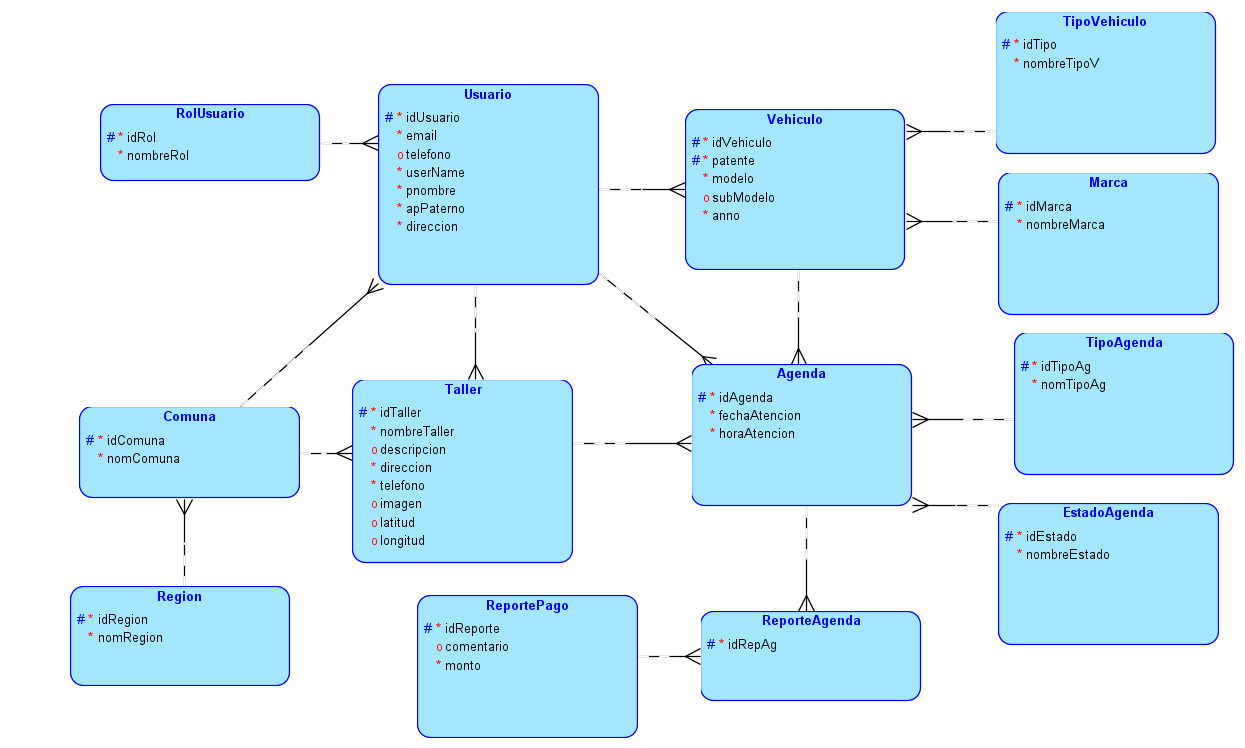 TipoVehiculo
# * idTipo
* nombreTipoV
Usuario
# * idUsuario
* email
o telefono
* userName
* pnombre
* apPaterno
* direccion
RolUsuario
# * idRol
* nombreRol
Vehiculo
# * idVehiculo
# * patente
* modelo
o subModelo
* anno
Marca
# * idMarca
* nombreMarca
TipoAgenda
# * idTipoAg
* nomTipoAg
Agenda
# * idAgenda
* fechaAtencion
* horaAtencion
Taller
# * idTaller
* nombreTaller
o descripcion
* direccion
* telefono
o imagen
o latitud
o longitud
Comuna
# * idComuna
* nomComuna
EstadoAgenda
# * idEstado
* nombreEstado
Region
# * idRegion
* nomRegion
ReportePago
# * idReporte
o comentario
* monto
ReporteAgenda
# * idRepAg